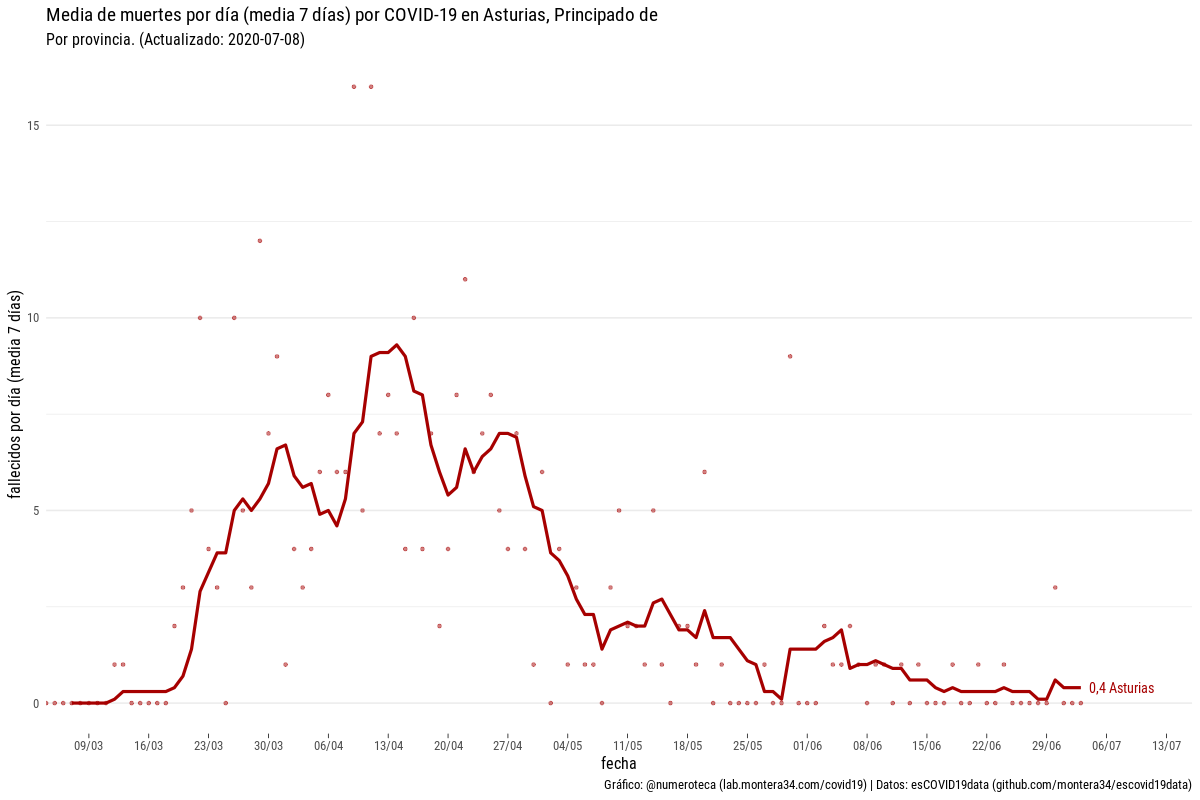 Media de muertes por día (media 7 días) por COVID-19 en Asturias, Principado de
Por provincia. (Actualizado: 2020-07-08)
fallecidos por día (media 7 días)
15
10
5
0
0,4 Asturias
09/03 16/03 23/03 30/03 06/04 13/04 20/04 27/04 04/05 11/05 18/05 25/05 01/06 08/06 15/06 22/06 29/06 06/07 13/07
fecha
Gráfico: @numeroteca (lab.montera34.com/covid19) | Datos: esCOVID19data (github.com/montera34/escovid19data)